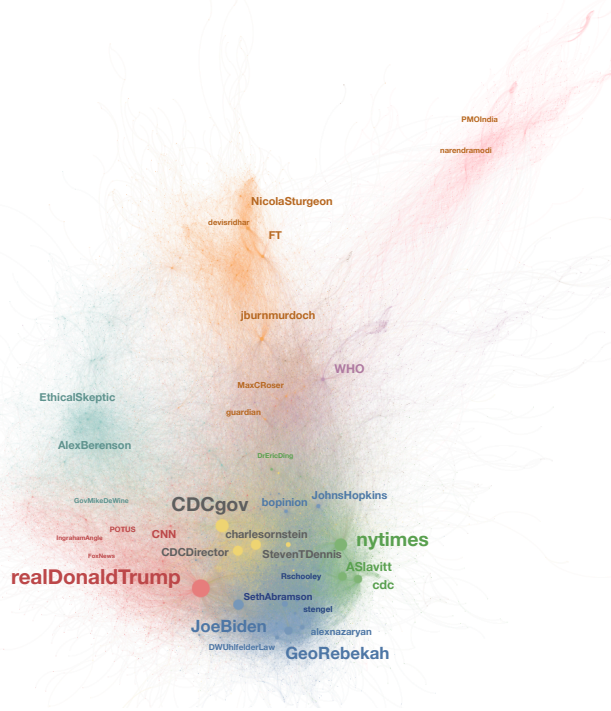 PMOIndia
narendramodi
NicolaSturgeon
devisridhar
FT
jburnmurdoch
WHO
MaxCRoser
EthicalSkeptic
guardian
AlexBerenson
DrEricDing
GovMikeDeWine
CDCgov
bopinion
JohnsHopkins
POTUS
CNN
charlesornstein
IngrahamAngle
nytimes
FoxNews
CDCDirector
StevenTDennis
ASlavitt
realDonaldTrump
Rschooley
cdc
SethAbramson
stengel
JoeBiden
alexnazaryan
DWUhlfelderLaw
GeoRebekah